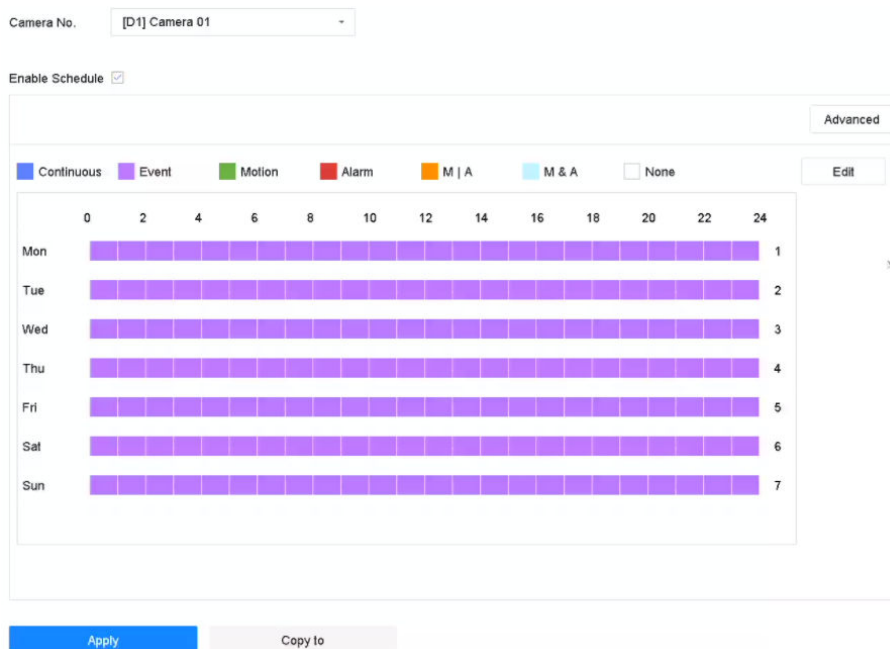 Camera No. [D1] Camera 01
Enable Schedule
Advanced
Continuous Event Motion Alarm M | A M & A None Edit
0 2 4 6 8 10 12 14 16 18 20 22 24
Mon 1
Tue 2
Wed 3
Thu 4
Fri 5
Sat 6
Sun 7
Apply Copy to